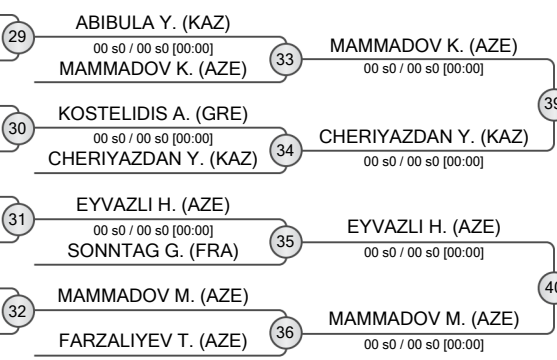 29
ABIBULA Y. (KAZ)
00 s0 / 00 s0 [00:00]
MAMMADOV K. (AZE)
33
MAMMADOV K. (AZE)
00 s0 / 00 s0 [00:00]
30
KOSTELIDIS A. (GRE)
00 s0 / 00 s0 [00:00]
CHERIYAZDAN Y. (KAZ)
34
CHERIYAZDAN Y. (KAZ)
00 s0 / 00 s0 [00:00]
39
31
EYVAZLI H. (AZE)
00 s0 / 00 s0 [00:00]
SONNTAG G. (FRA)
35
EYVAZLI H. (AZE)
00 s0 / 00 s0 [00:00]
32
MAMMADOV M. (AZE)
FARZALIYEV T. (AZE)
36
MAMMADOV M. (AZE)
00 s0 / 00 s0 [00:00]
40